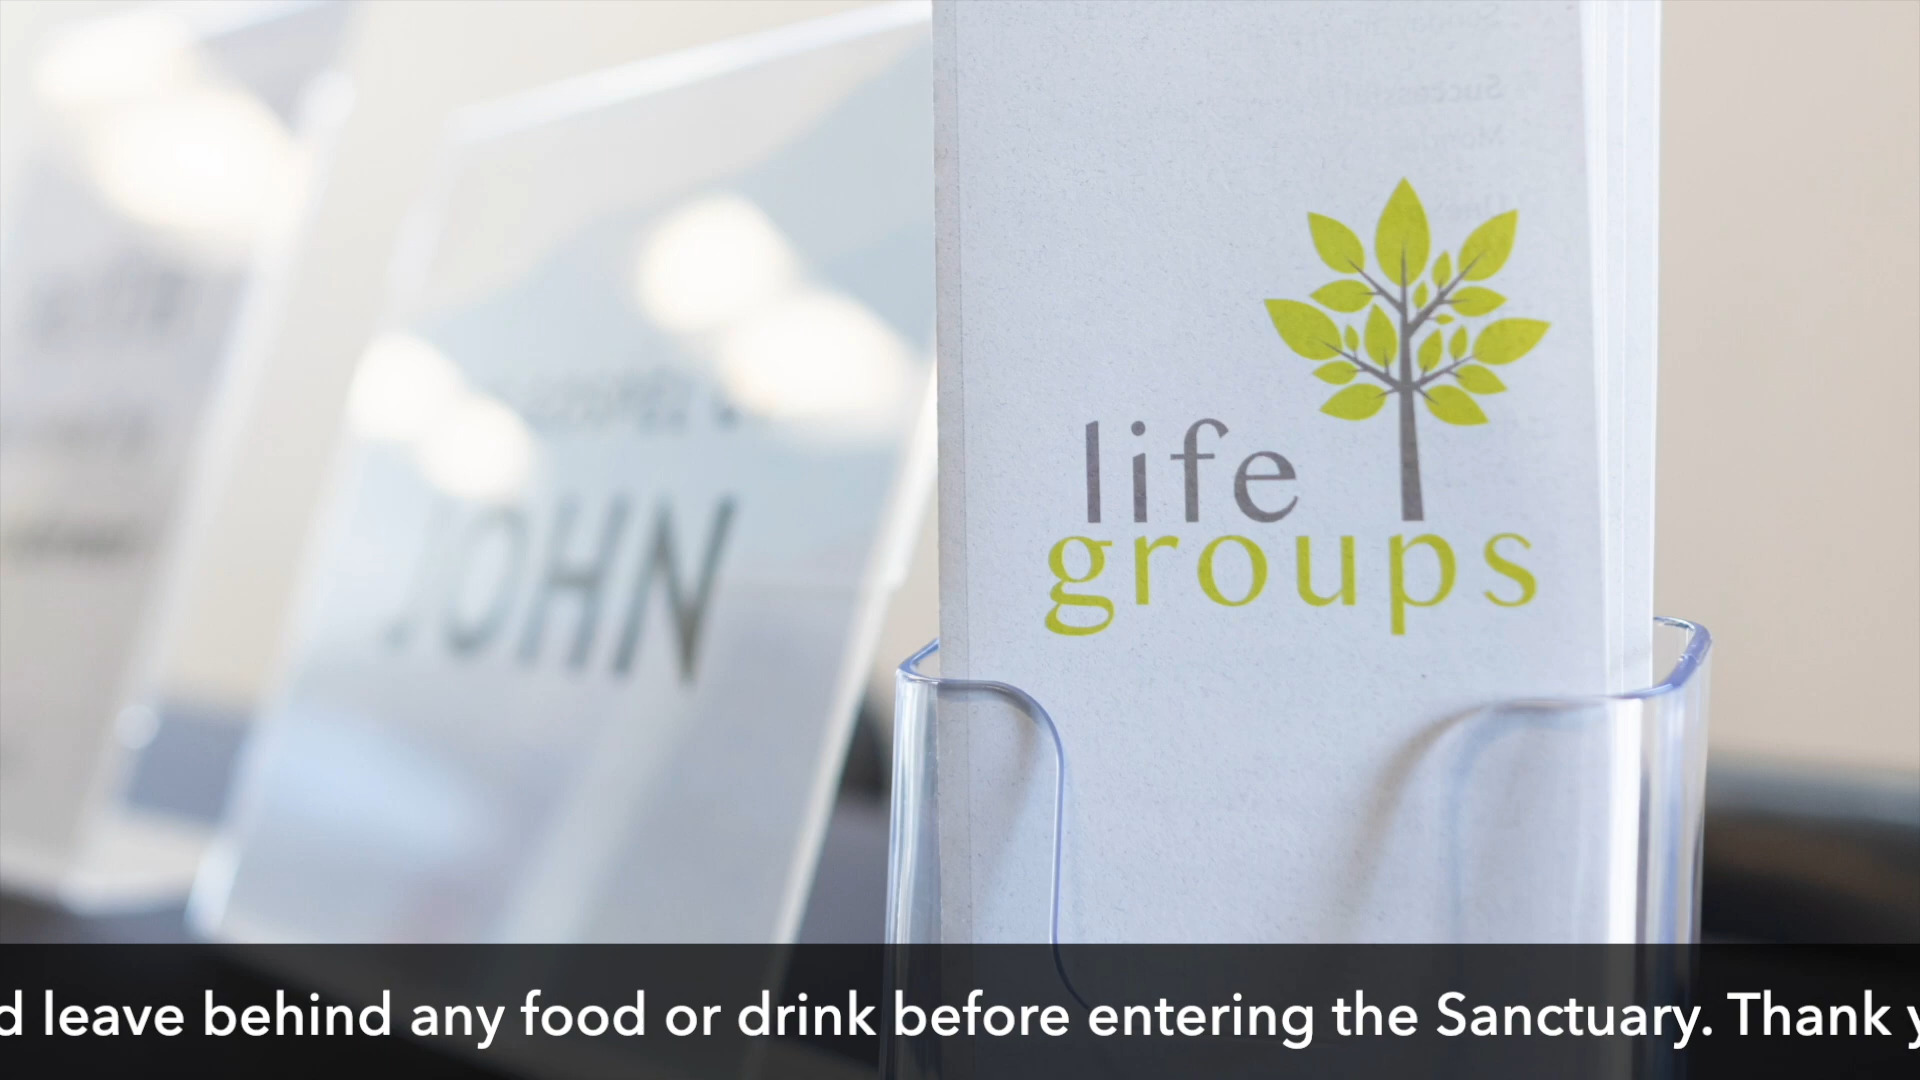 JOHN
life
groups
d leave behind any food or drink before entering the Sanctuary. Thank y